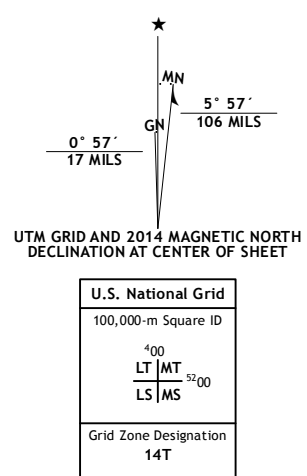 ★
MN
GN
5° 57´
106 MILS
0° 57´
17 MILS
UTM GRID AND 2014 MAGNETIC NORTH
DECLINATION AT CENTER OF SHEET
U.S. National Grid
100,000-m Square ID
⁴00
LT MT
⁵²00
LS MS
Grid Zone Designation
14T